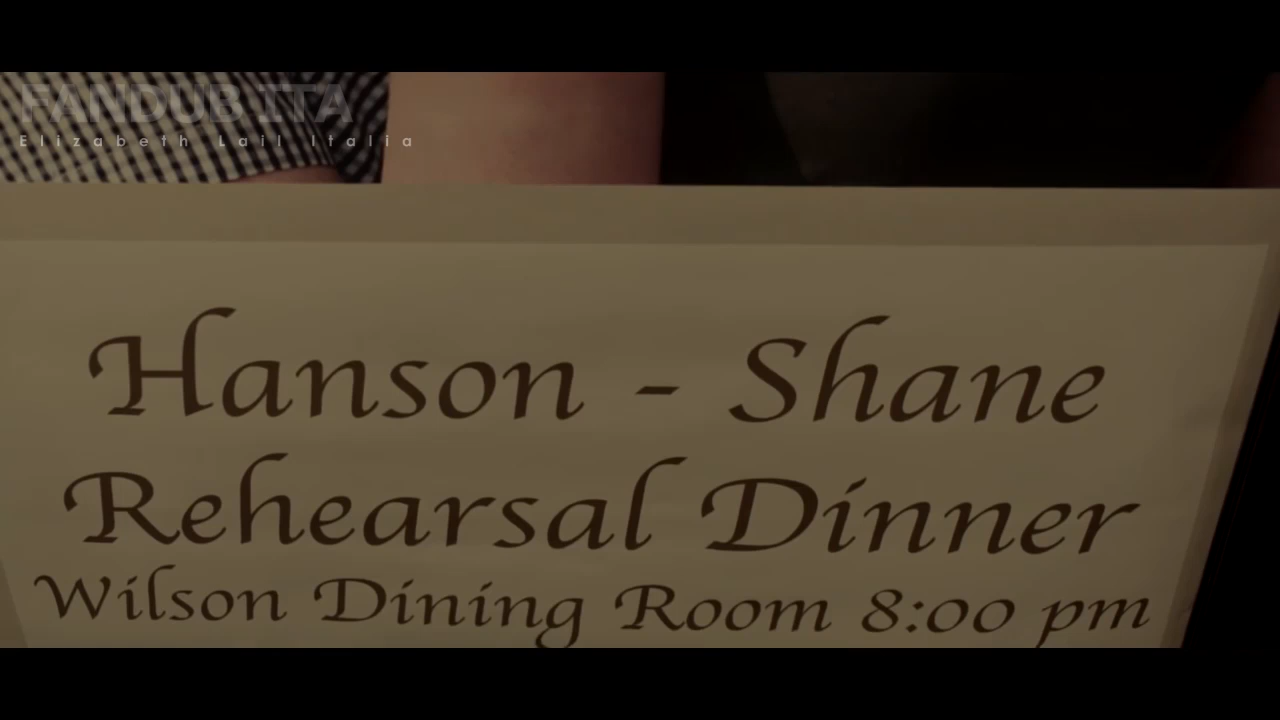 FANDUB ITA
Elizabeth Lail Italia
Hanson - Shane
Rehearsal Dinner
Wilson Dining Room 8:00 pm